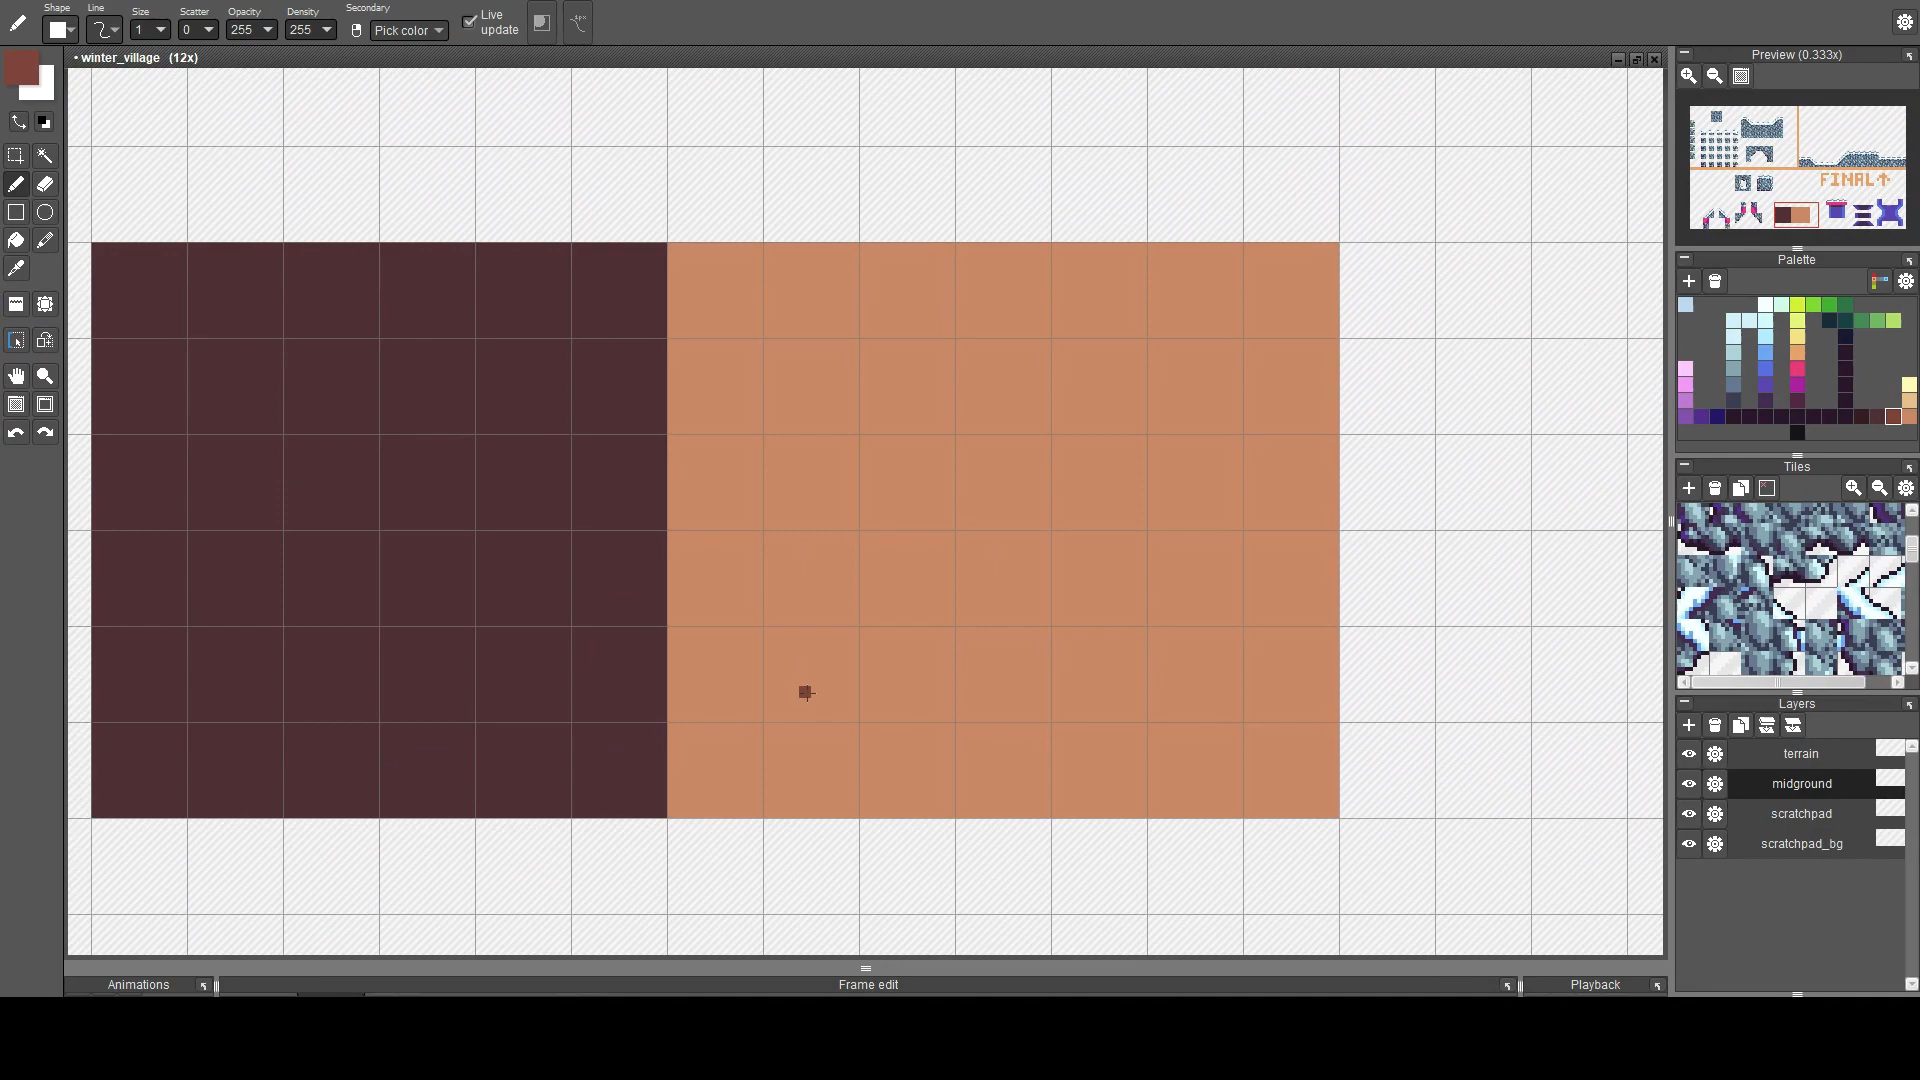 Shape Line Size Scatter Opacity Density Secondary
1 0 255 255 Pick color Live update
• winter_village (12x)
Preview (0.333x)
FINAL↑
Palette
Tiles
Layers
terrain
midground
scratchpad
scratchpad_bg
Animations Frame edit Playback